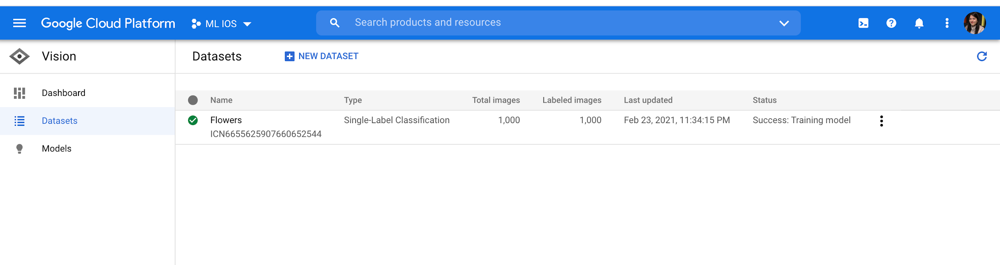 Google Cloud Platform ML IOS Search products and resources
Vision Datasets NEW DATASET
Dashboard
Datasets
Models
Name Type Total images Labeled images Last updated Status
Flowers Single-Label Classification 1,000 1,000 Feb 23, 2021, 11:34:15 PM Success: Training model
ICN6655625907660652544